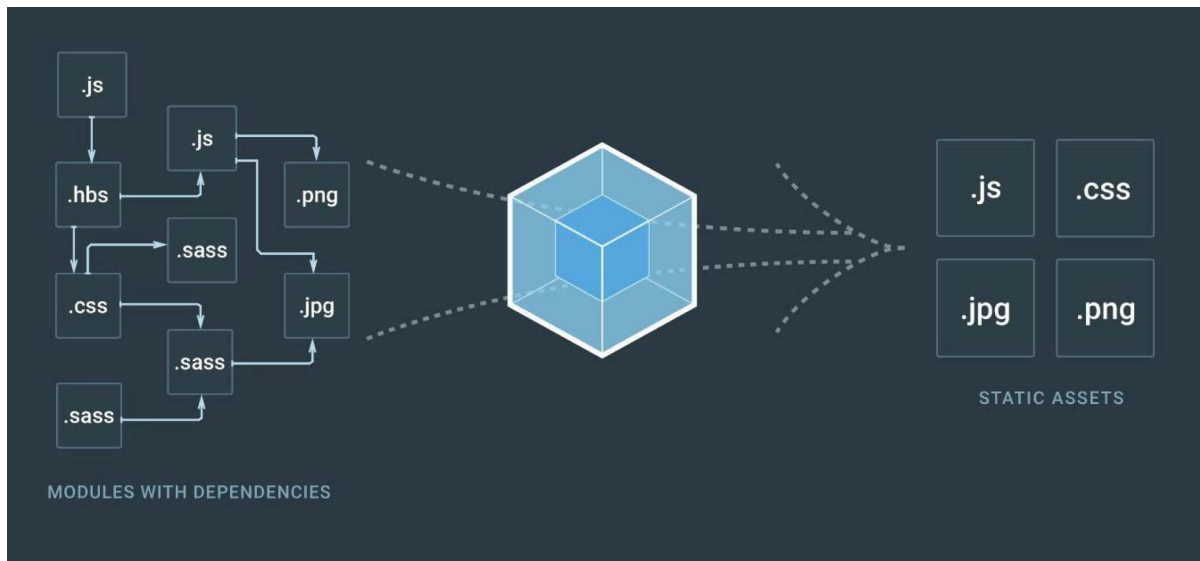 .js
.js
.hbs
.png
.sass
.css
.jpg
.sass
.sass
MODULES WITH DEPENDENCIES
.js
.css
.jpg
.png
STATIC ASSETS